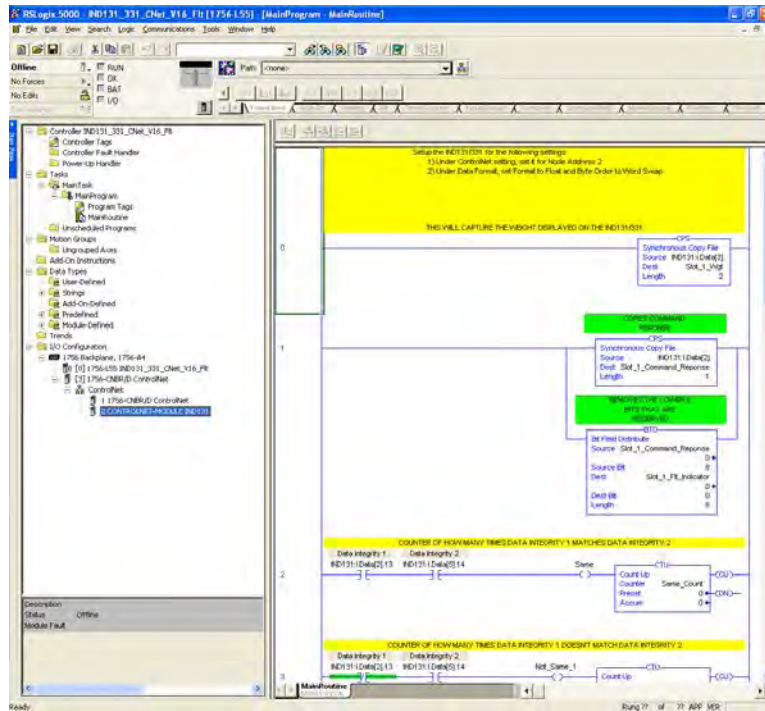 RSLogix 5000 - IND131_331_CNet_V16_Flt [1756-L55] - [MainProgram - MainRoutine]
File Edit View Search Logic Communications Tools Window Help
Offline
RUN
No Forces
OK
No Edits
BAT
I/O
Path: <none>
Controller IND131_331_CNet_V16_Flt
Controller Tags
Controller Fault Handler
Power-Up Handler
Tasks
MainTask
MainProgram
Program Tags
MainRoutine
Unscheduled Programs
Motion Groups
Ungrouped Axes
Add-On Instructions
Data Types
User-Defined
Strings
Add-On-Defined
Predefined
Module-Defined
Trends
I/O Configuration
1756 Backplane, 1756-A4
[0] 1756-L55 IND131_331_CNet_V16_Flt
[3] 1756-CNBR/D ControlNet
ControlNet
1 1756-CNBR/D ControlNet
2 CONTROLNET-MODULE IND131
Description
Status Offline
Module Fault
Setup the IND131/331 for the following settings:
1) Under ControlNet setting, set it for Node Address 2
2) Under Data Format, set Format to Float and Byte Order to Word Swap
THIS WILL CAPTURE THE WEIGHT DISPLAYED ON THE IND131/331
0
CPS
Synchronous Copy File
Source IND131:I.Data[2]
Dest Slot_1_Wgt
Length 2
COPIES COMMAND
REPONSE
1
CPS
Synchronous Copy File
Source IND131:I.Data[2]
Dest Slot_1_Command_Reponse
Length 1
REMOVES THE LOWER 8
BITS THAT ARE
RESERVED
BTD
Bit Field Distribute
Source Slot_1_Command_Reponse
0
Source Bit 8
Dest Slot_1_Flt_Indicator
0
Dest Bit 0
Length
COUNTER OF HOW MANY TIMES DATA INTEGRITY 1 MATCHES DATA INTEGRITY 2
Data Integrity 1 Data Integrity 2
IND131:I.Data[2].13 IND131:I.Data[5].14 Same
2
CTU
Count Up
Counter Same_Count
Preset 0
Accum 0
CU
DN
COUNTER OF HOW MANY TIMES DATA INTEGRITY 1 DOESN'T MATCH DATA INTEGRITY 2
Data Integrity 1 Data Integrity 2
IND131:I.Data[2].13 IND131:I.Data[5].14 Not_Same_1
3
CTU
Count Up
CU
MainRoutine
Ready
Rung ?? of ?? APP VER